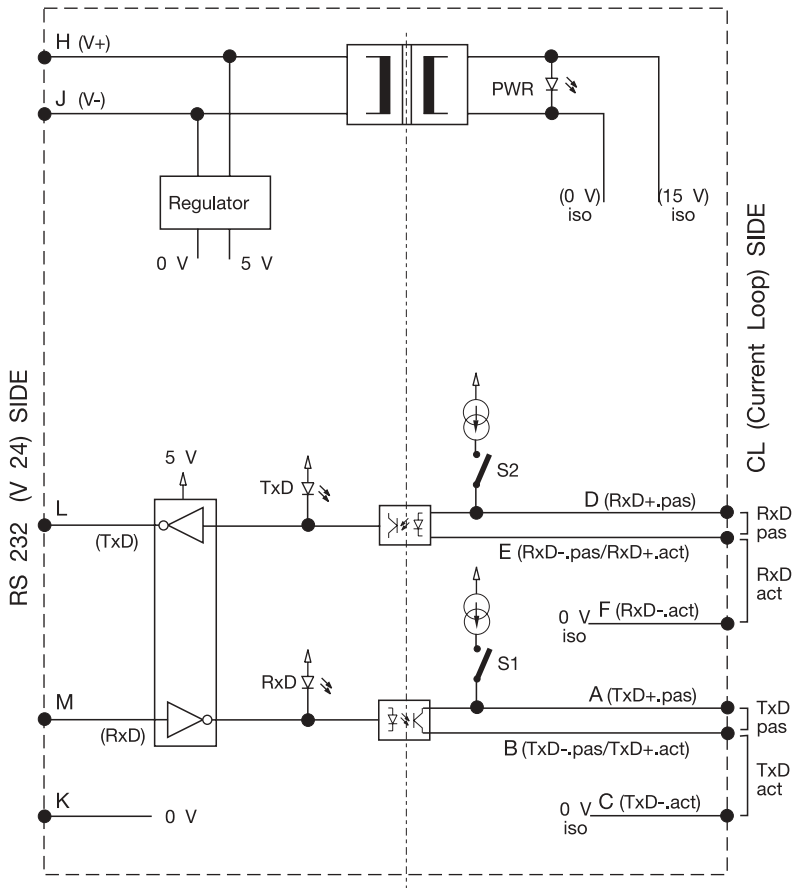 H (V+)
J (V-)
PWR
Regulator
0 V
5 V
(0 V)
iso
(15 V)
iso
RS 232 (V 24) SIDE
CL (Current Loop) SIDE
S2
5 V
TxD
L
(TxD)
D (RxD+.pas)
RxD
pas
E (RxD-.pas/RxD+.act)
RxD
act
0 V
iso
F (RxD-.act)
S1
RxD
M
(RxD)
A (TxD+.pas)
TxD
pas
B (TxD-.pas/TxD+.act)
TxD
act
K
0 V
0 V
iso
C (TxD-.act)